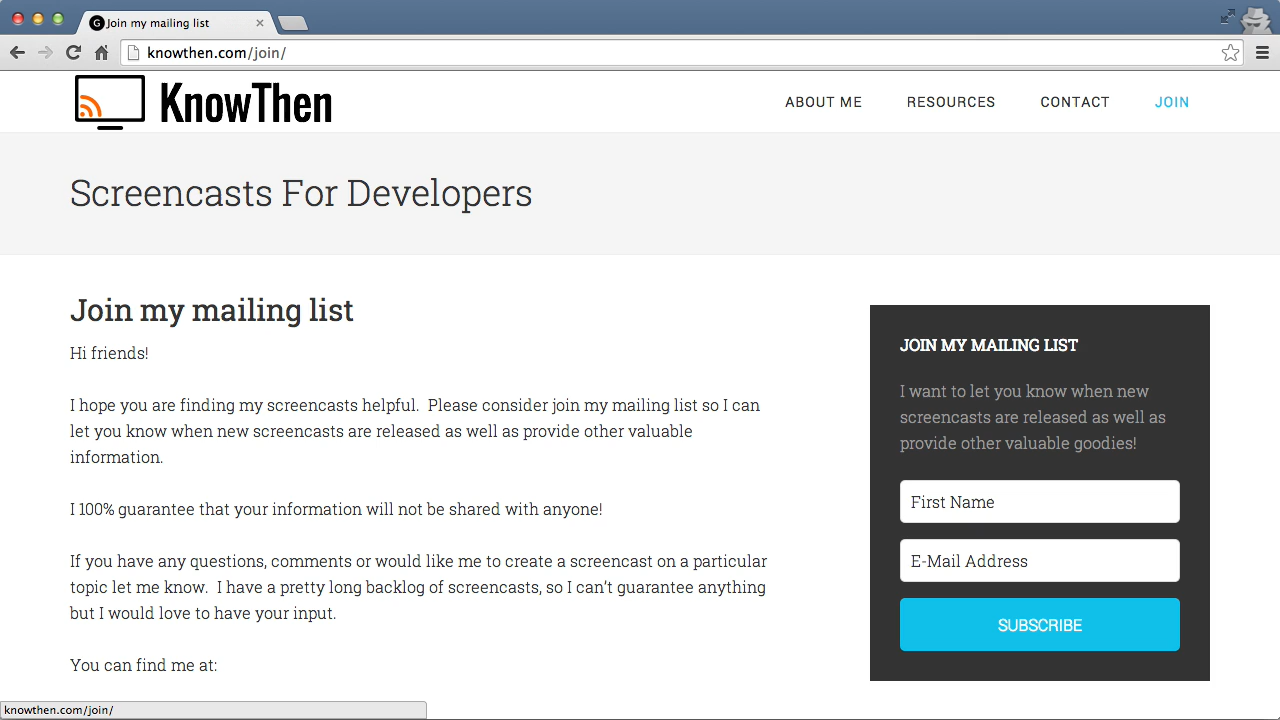 Join my mailing list
knowthen.com/join/
KnowThen
ABOUT ME
RESOURCES
CONTACT
JOIN
Screencasts For Developers
Join my mailing list
Hi friends!
I hope you are finding my screencasts helpful.  Please consider join my mailing list so I can
let you know when new screencasts are released as well as provide other valuable
information.
I 100% guarantee that your information will not be shared with anyone!
If you have any questions, comments or would like me to create a screencast on a particular
topic let me know.  I have a pretty long backlog of screencasts, so I can't guarantee anything
but I would love to have your input.
You can find me at:
JOIN MY MAILING LIST
I want to let you know when new
screencasts are released as well as
provide other valuable goodies!
First Name
E-Mail Address
SUBSCRIBE
knowthen.com/join/